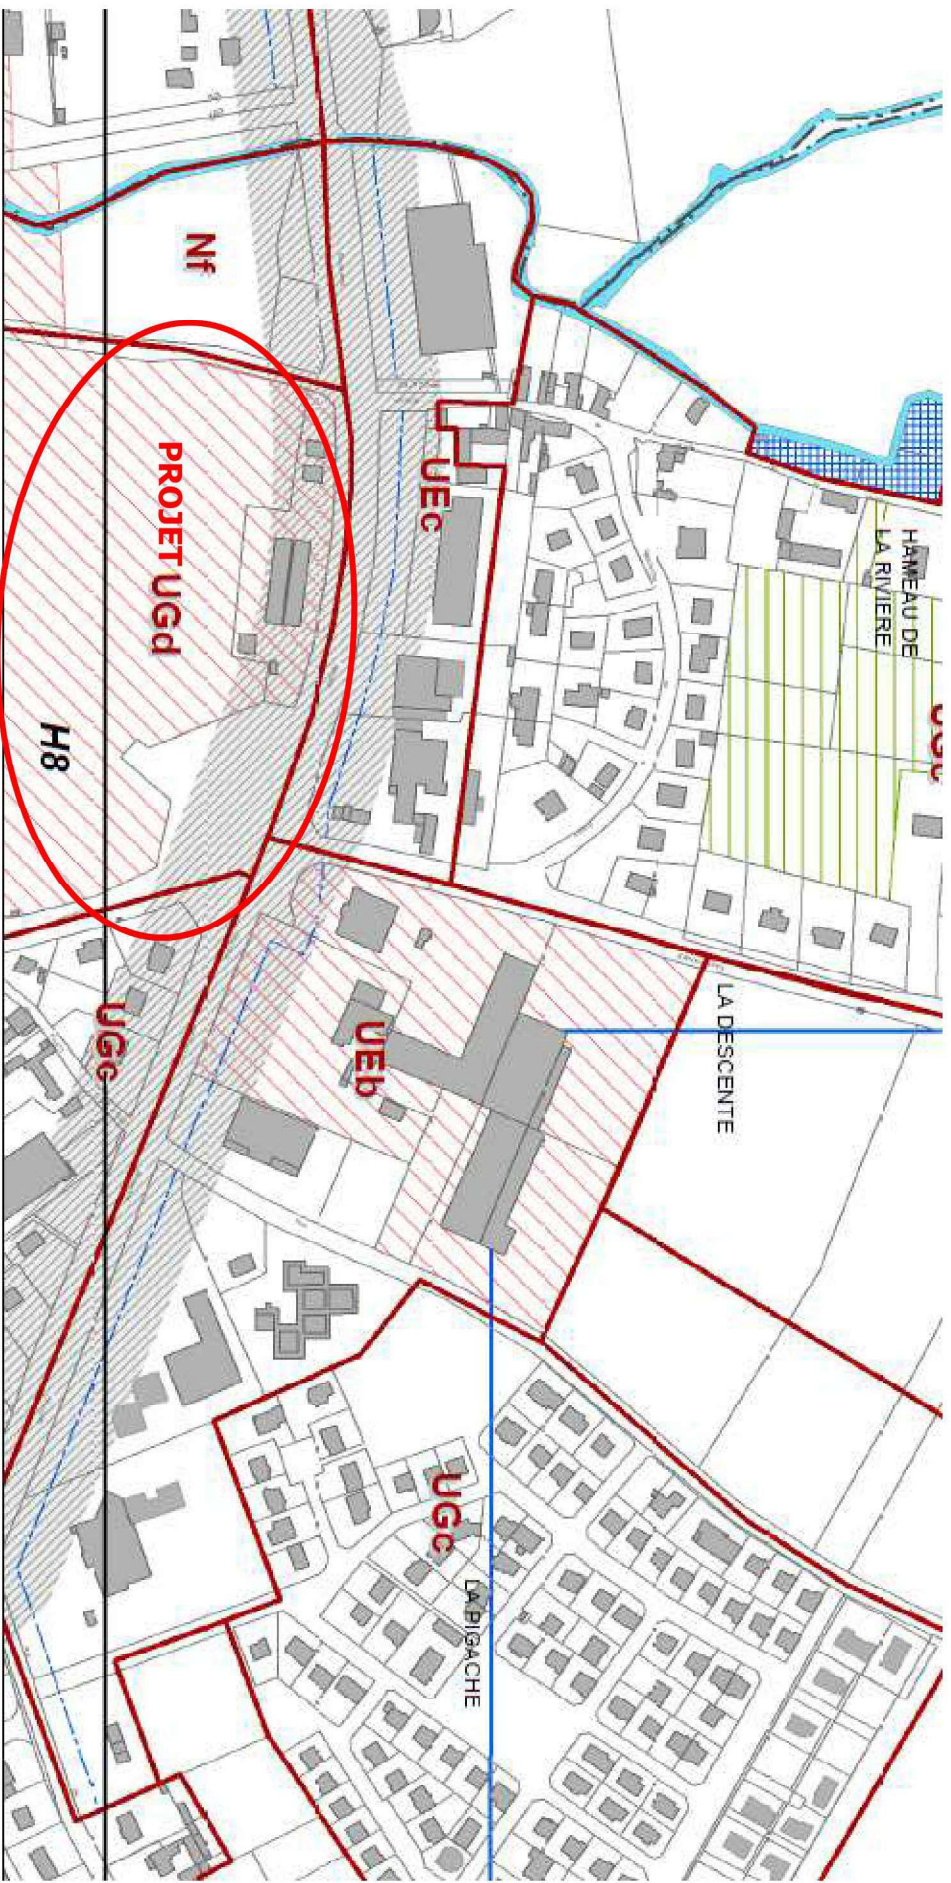 Nf
PROJET UGd
H8
UEc
HAMEAU DE
LA RIVIERE
UGc
UEb
LA DESCENTE
UGc
LA PIGACHE